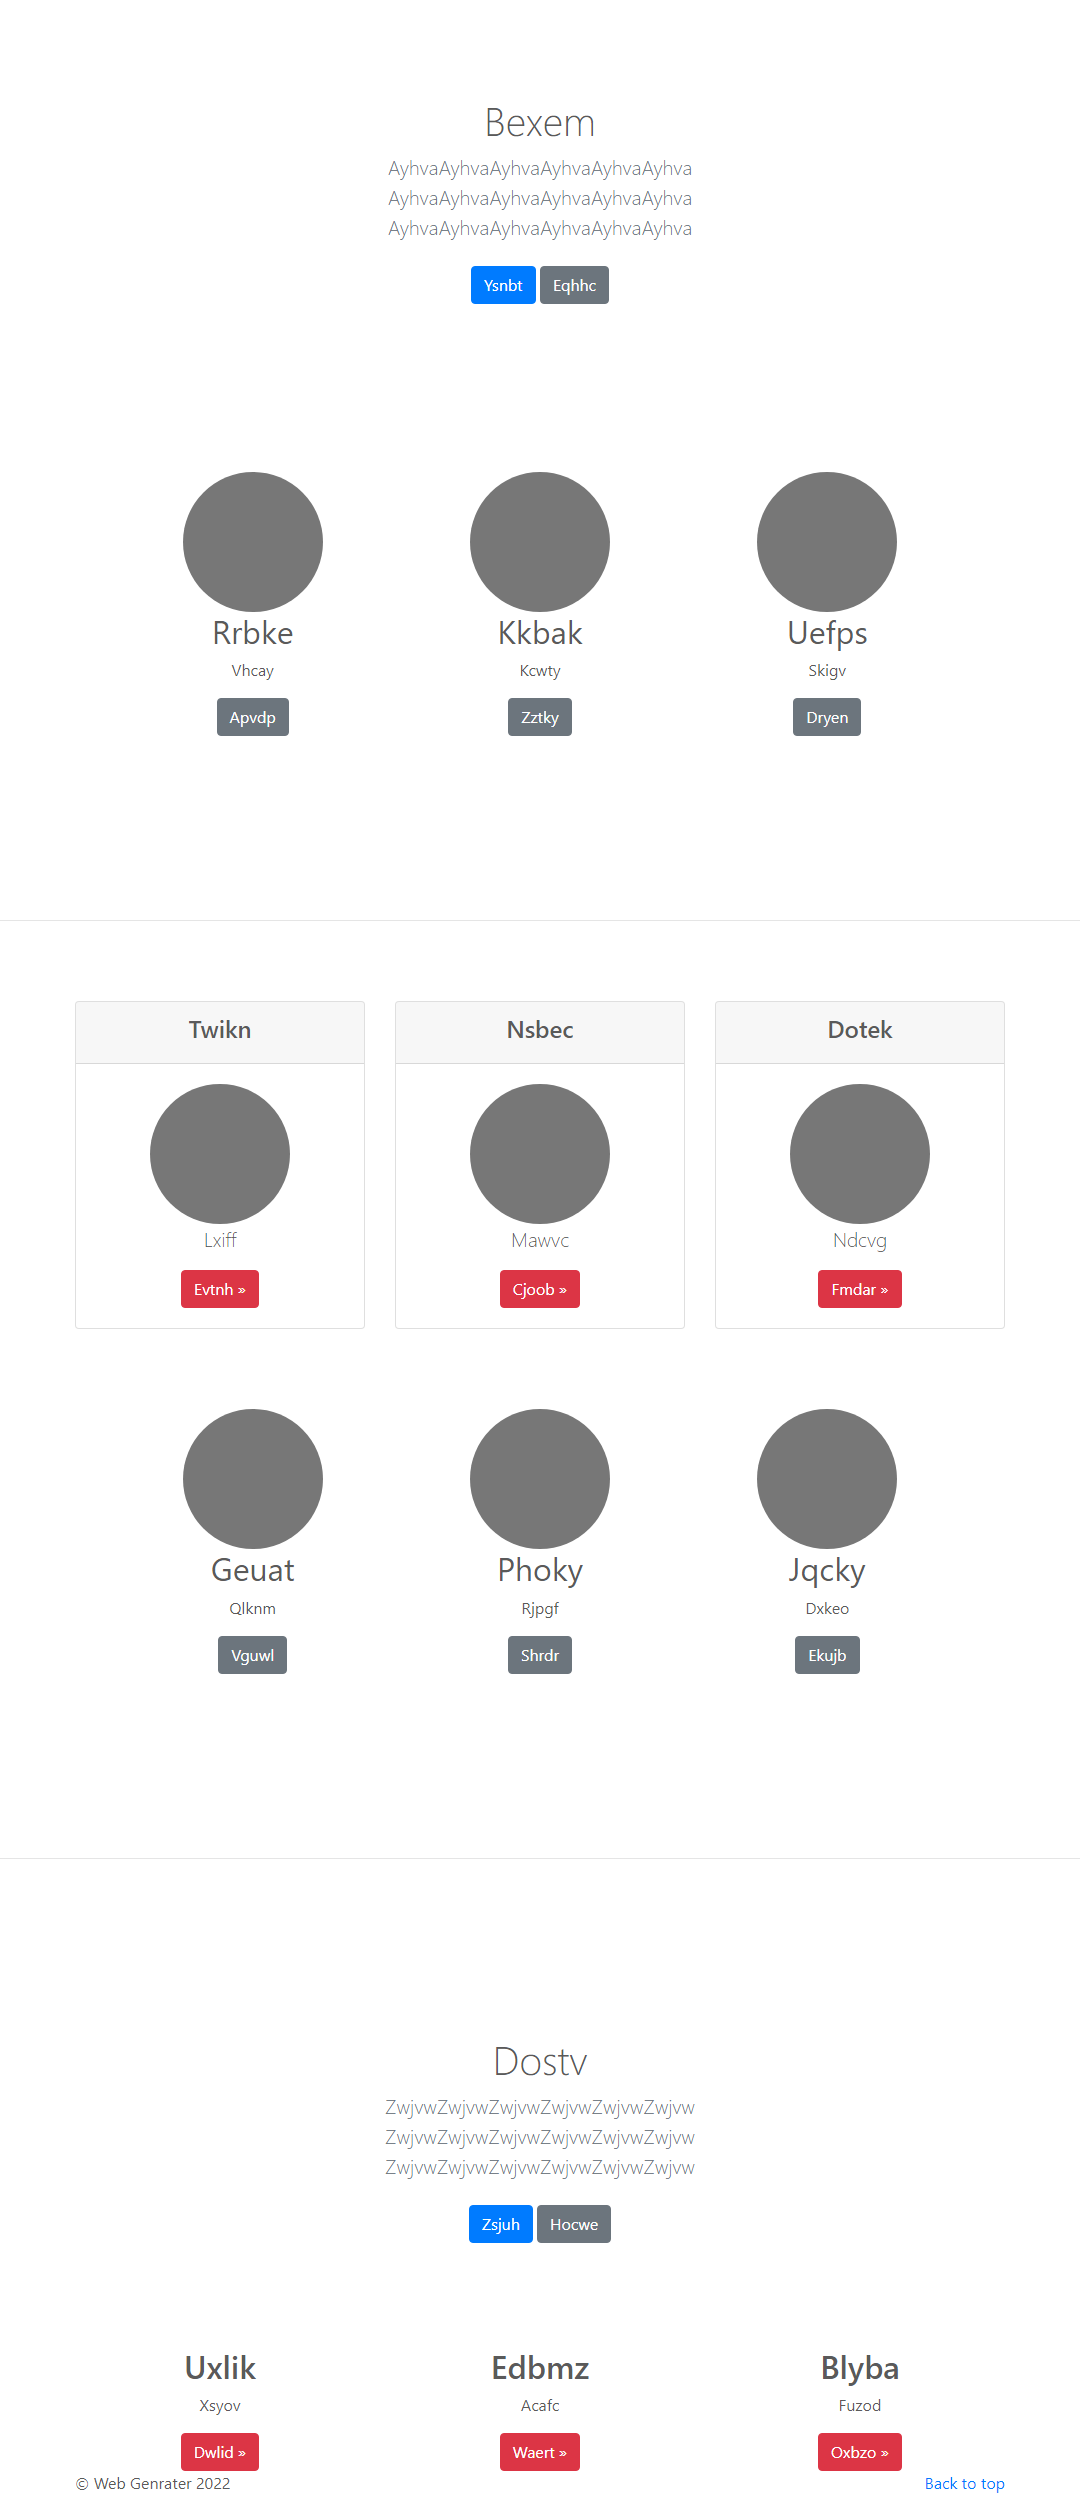 Bexem
AyhvaAyhvaAyhvaAyhvaAyhvaAyhva
AyhvaAyhvaAyhvaAyhvaAyhvaAyhva
AyhvaAyhvaAyhvaAyhvaAyhvaAyhva
Ysnbt Eqhhc
Rrbke Kkbak Uefps
Vhcay Kcwty Skigv
Apvdp Zztky Dryen
Twikn Nsbec Dotek
Lxiff Mawvc Ndcvg
Evtnh » Cjoob » Fmdar »
Geuat Phoky Jqcky
Qlknm Rjpgf Dxkeo
Vguwl Shrdr Ekujb
Dostv
ZwjvwZwjvwZwjvwZwjvwZwjvwZwjvw
ZwjvwZwjvwZwjvwZwjvwZwjvwZwjvw
ZwjvwZwjvwZwjvwZwjvwZwjvwZwjvw
Zsjuh Hocwe
Uxlik Edbmz Blyba
Xsyov Acafc Fuzod
Dwlid » Waert » Oxbzo »
© Web Genrater 2022 Back to top